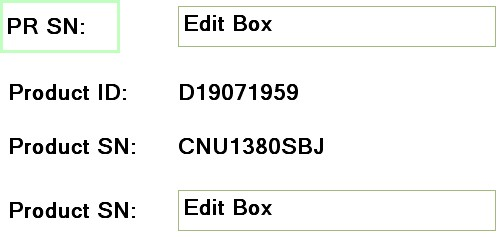 PR SN: Edit Box
Product ID: D19071959
Product SN: CNU1380SBJ
Product SN: Edit Box